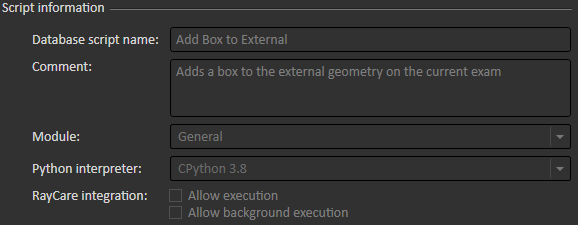 Script information
Database script name: Add Box to External
Comment: Adds a box to the external geometry on the current exam
Module: General
Python interpreter: CPython 3.8
RayCare integration: Allow execution
Allow background execution